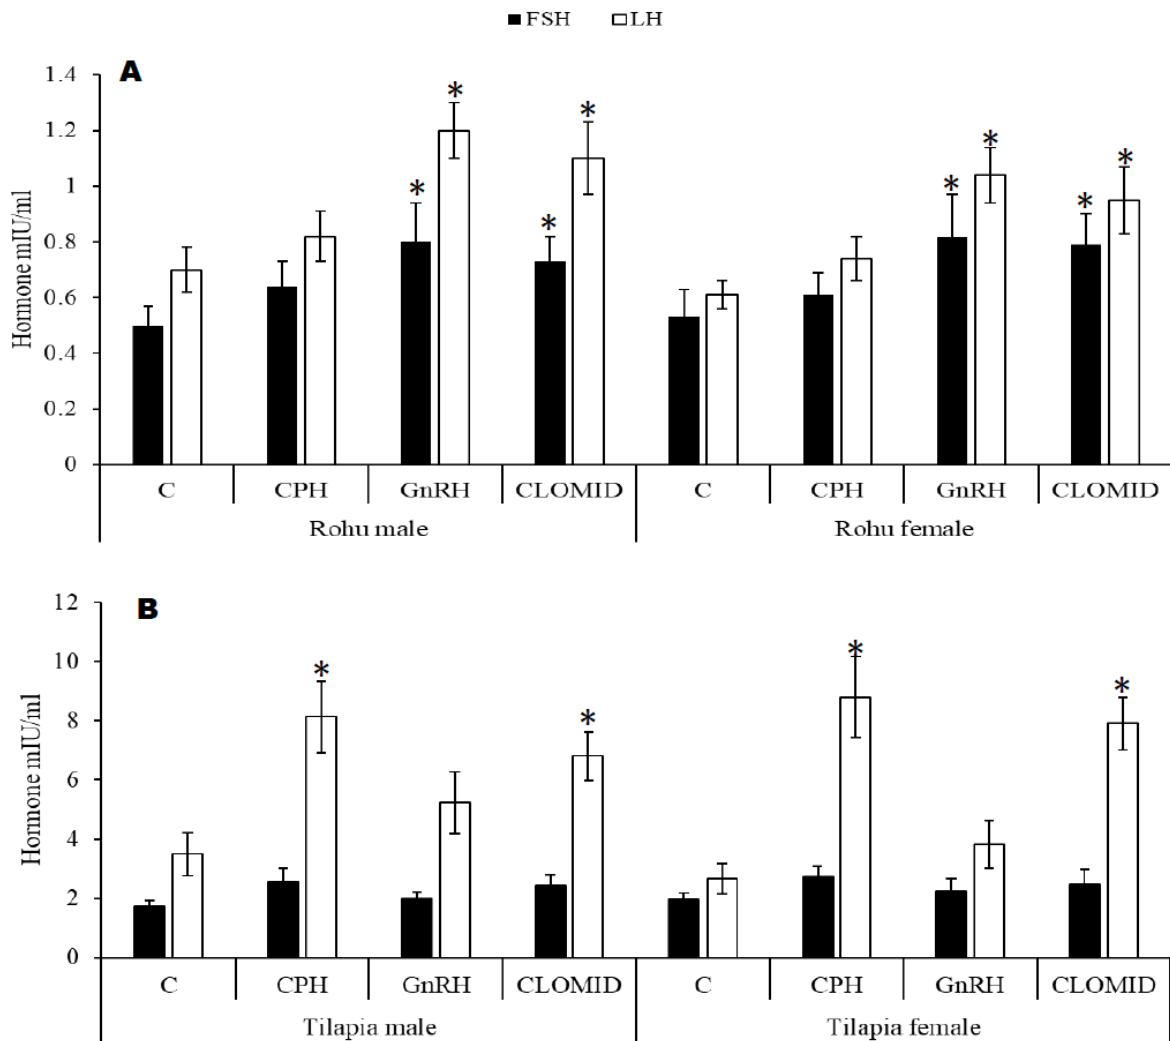 FSH LH
A
1.4
1.2
1
0.8
0.6
0.4
0.2
0
Hormone mIU/ml
* * * * * * * *
C CPH GnRH CLOMID C CPH GnRH CLOMID
Rohu male Rohu female
B
12
10
8
6
4
2
0
Hormone mIU/ml
* * * *
C CPH GnRH CLOMID C CPH GnRH CLOMID
Tilapia male Tilapia female